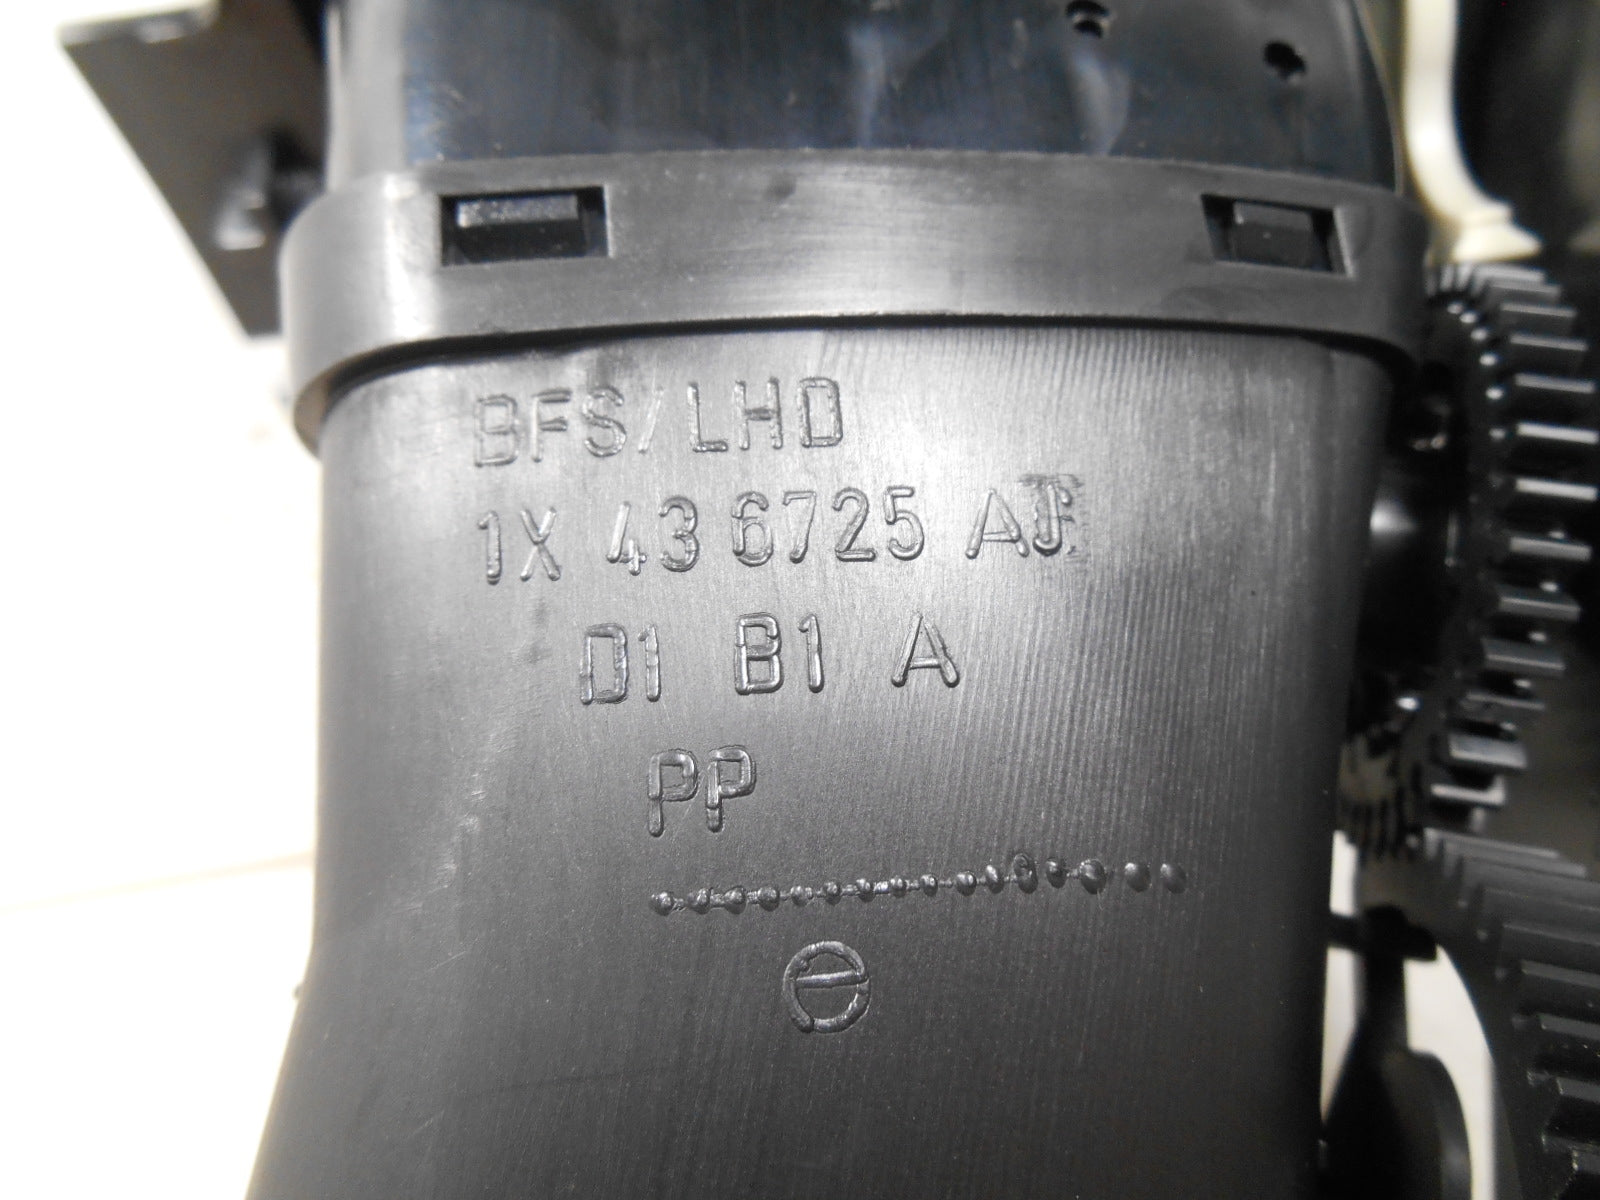 BFS/LHD
1X 43 6725 AJ
D1 B1 A
PP
e